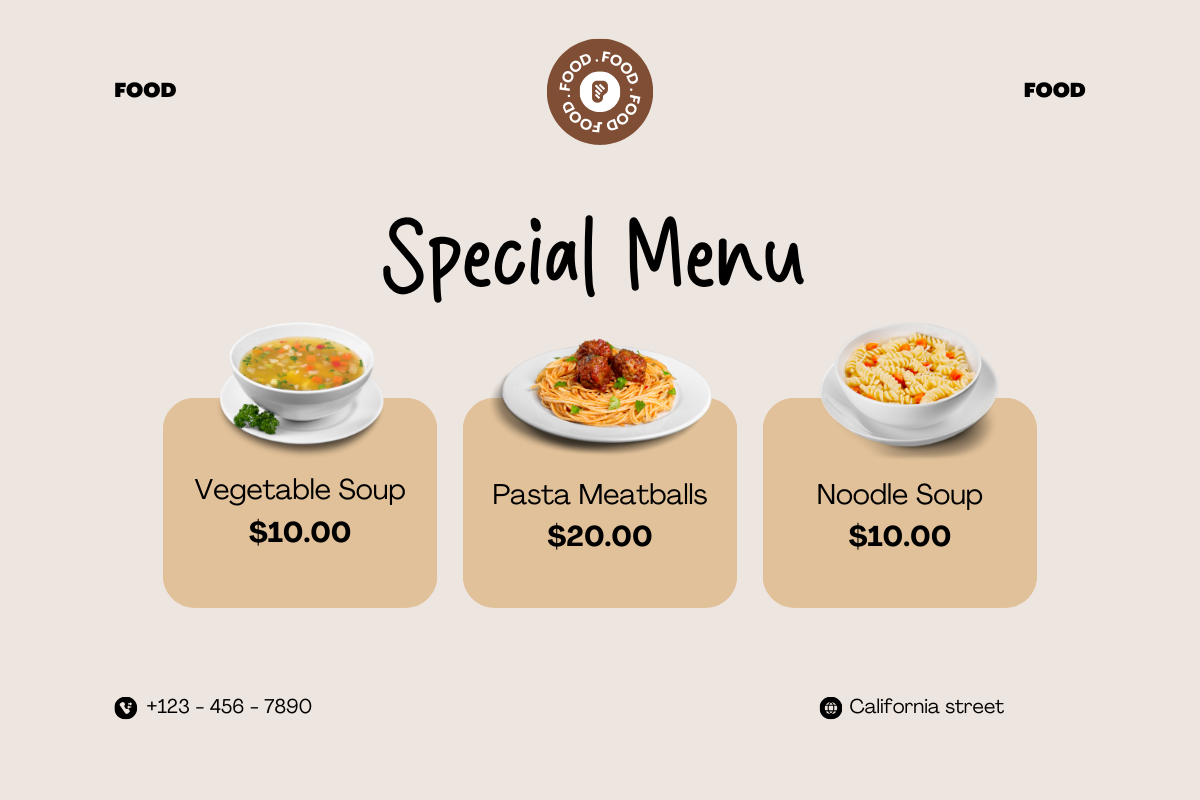 FOOD
FOOD . FOOD . FOOD FOOD .
FOOD
Special Menu
Vegetable Soup
$10.00
Pasta Meatballs
$20.00
Noodle Soup
$10.00
+123 - 456 - 7890
California street